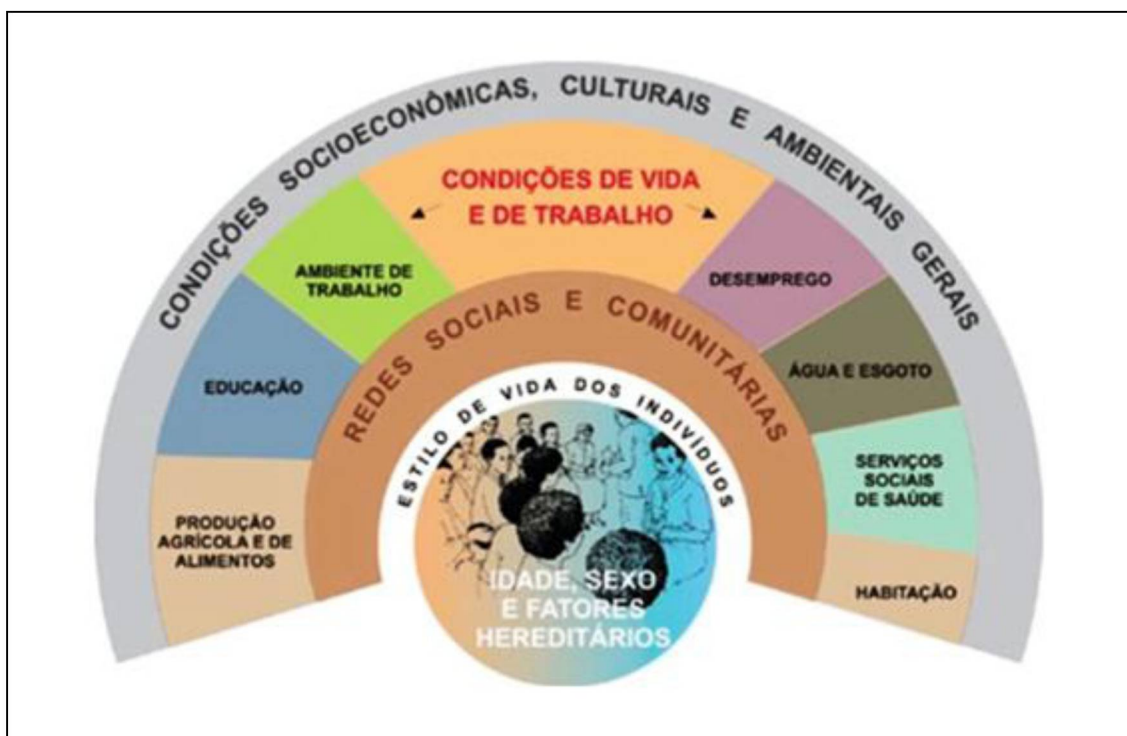 CONDIÇÕES SOCIOECONÔMICAS, CULTURAIS E AMBIENTAIS GERAIS
CONDIÇÕES DE VIDA
E DE TRABALHO
AMBIENTE DE
TRABALHO
DESEMPREGO
EDUCAÇÃO
ÁGUA E ESGOTO
PRODUÇÃO
AGRÍCOLA E DE
ALIMENTOS
SERVIÇOS
SOCIAIS
DE SAÚDE
HABITAÇÃO
REDES SOCIAIS E COMUNITÁRIAS
ESTILO DE VIDA DOS INDIVÍDUOS
IDADE, SEXO
E FATORES
HEREDITÁRIOS